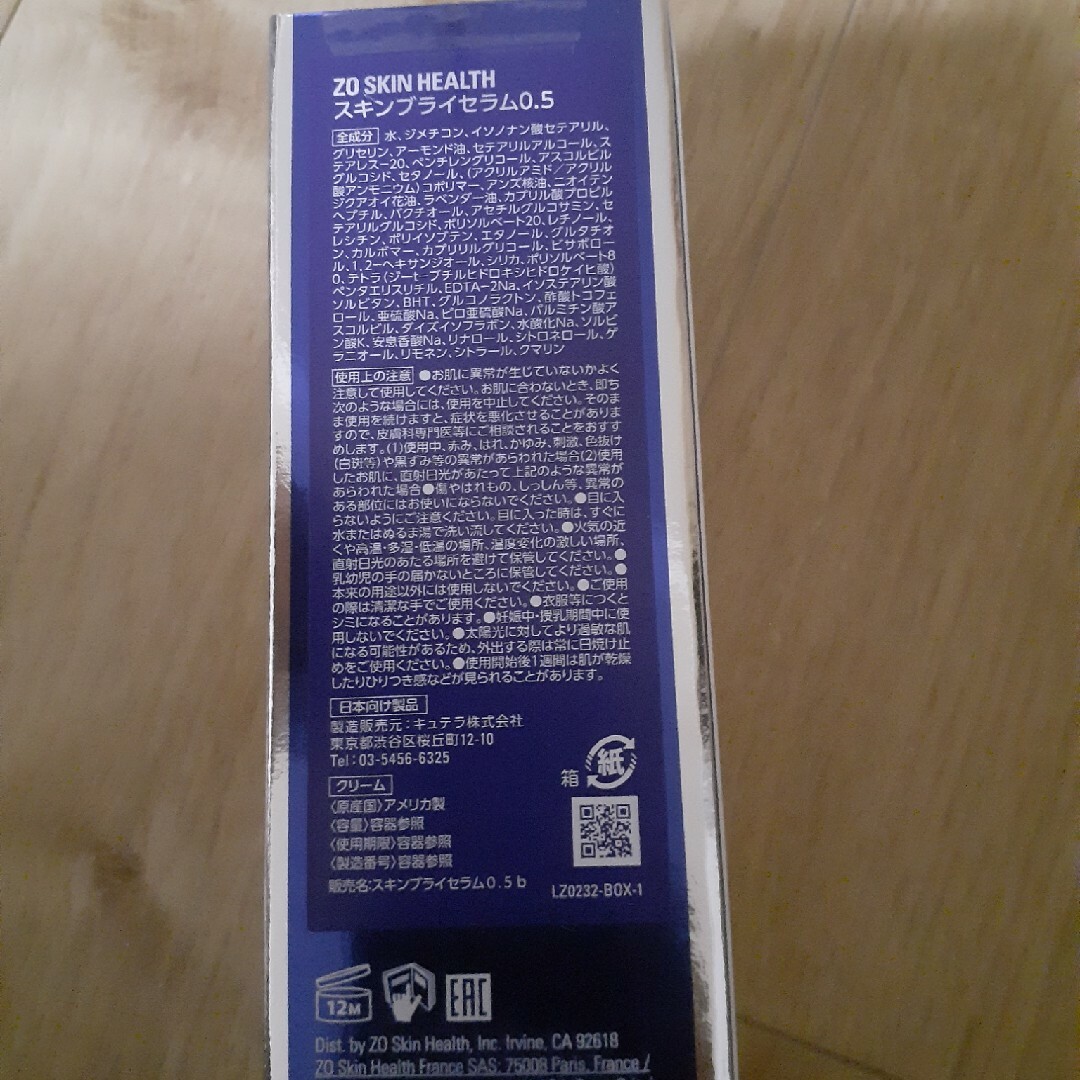 ZO SKIN HEALTH
スキンブライセラム0.5
全成分 水、ジメチコン、イソノナン酸セテアリル、
グリセリン、アーモンド油、セテアリルアルコール、ス
テアレス-20、ペンチレングリコール、アスコルビル
グルコシド、セタノール、(アクリルアミド/アクリル
酸アンモニウム)コポリマー、アンズ核油、ニオイテン
ジクアオイ花油、ラベンダー油、カプリル酸プロピル
ヘプチル、バクチオール、アセチルグルコサミン、セ
テアリルグルコシド、ポリソルベート20、レチノール、
レシチン、ポリイソブテン、エタノール、グルタチオ
ン、カルボマー、カプリリルグリコール、ビサボロー
ル、1,2-ヘキサンジオール、シリカ、ポリソルベート8
0、テトラ(ジ-t-ブチルヒドロキシヒドロケイヒ酸)
ペンタエリスリチル、EDTA-2Na、イソステアリン酸
ソルビタン、BHT、グルコノラクトン、酢酸トコフェ
ロール、亜硫酸Na、ピロ亜硫酸Na、パルミチン酸ア
スコルビル、ダイズイソフラボン、水酸化Na、ソルビ
ン酸K、安息香酸Na、リナロール、シトロネロール、ゲ
ラニオール、リモネン、シトラール、クマリン
使用上の注意 ●お肌に異常が生じていないかよく
注意して使用してください。お肌に合わないとき、即ち
次のような場合には、使用を中止してください。そのま
ま使用を続けますと、症状を悪化させることがありま
すので、皮膚科専門医等にご相談されることをおすす
めします。(1)使用中、赤み、はれ、かゆみ、刺激、色抜け
(白斑等)や黒ずみ等の異常があらわれた場合(2)使用
したお肌に、直射日光があたって上記のような異常が
あらわれた場合●傷やはれもの、しっしん等、異常の
ある部位にはお使いにならないでください。●目に入
らないようにご注意ください。目に入った時は、すぐに
水またはぬるま湯で洗い流してください。●火気の近
くや高温・多湿・低温の場所、温度変化の激しい場所、
直射日光のあたる場所を避けて保管してください。●
乳幼児の手の届かないところに保管してください。●
本来の用途以外には使用しないでください。●ご使用
の際は清潔な手でご使用ください。●衣服等につくと
シミになることがあります。●妊娠中・授乳期間中に使
用しないでください。●太陽光に対してより過敏な肌
になる可能性があるため、外出する際は常に日焼け止
めをご使用ください。●使用開始後1週間は肌が乾燥
したりひりつき感などが見られることがあります。
日本向け製品
製造販売元:キュテラ株式会社
東京都渋谷区桜丘町12-10
Tel:03-5456-6325
箱 紙
クリーム
〈原産国〉アメリカ製
〈容量〉容器参照
〈使用期限〉容器参照
〈製造番号〉容器参照
販売名:スキンブライセラム0.5b
LZ0232-BOX-1
12M
EAC
Dist. by ZO Skin Health, Inc. Irvine, CA 92618
ZO Skin Health France SAS; 75008 Paris, France /